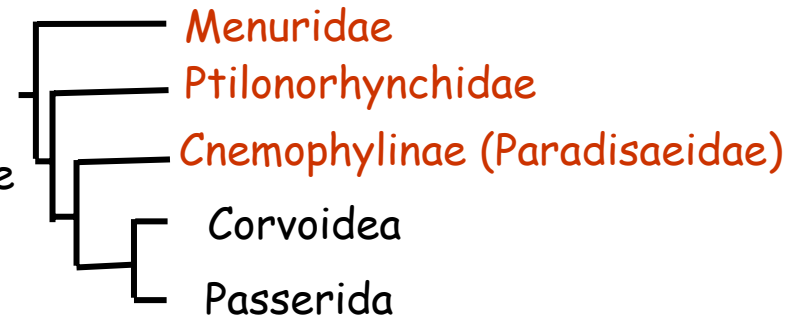 Menuridae
Ptilonorhynchidae
Cnemophylinae (Paradisaeidae)
e
Corvoidea
Passerida